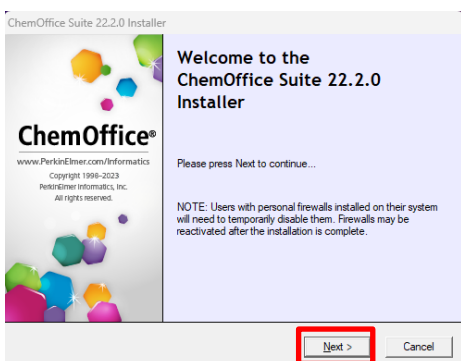 ChemOffice Suite 22.2.0 Installer
Welcome to the
ChemOffice Suite 22.2.0
Installer
ChemOffice®
www.PerkinElmer.com/Informatics
Copyright 1998-2023
PerkinElmer Informatics, Inc.
All rights reserved.
Please press Next to continue...
NOTE: Users with personal firewalls installed on their system
will need to temporarily disable them. Firewalls may be
reactivated after the installation is complete.
Next >
Cancel